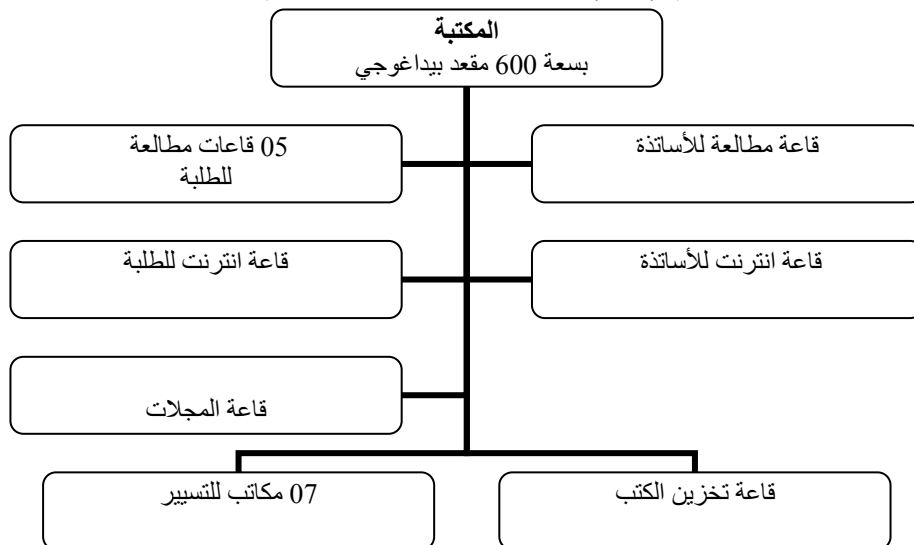 المكتبة
بسعة 600 مقعد بيداغوجي
قاعة مطالعة للأساتذة
05 قاعات مطالعة
للطلبة
قاعة انترنت للأساتذة
قاعة انترنت للطلبة
قاعة المجلات
قاعة تخزين الكتب
07 مكاتب للتسيير